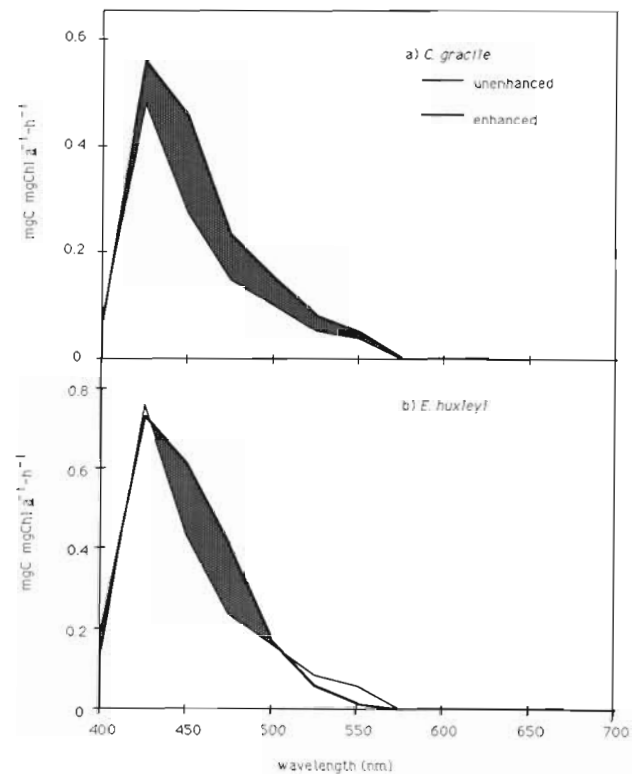 0.6
0.4
0.2
0
mgC mgChl a⁻¹-h⁻¹
a) C. gracile
unenhanced
enhanced
0.8
0.6
0.4
0.2
0
mgC mgChl a⁻¹-h⁻¹
b) E. huxleyi
400 450 500 550 600 650 700
wavelength (nm)